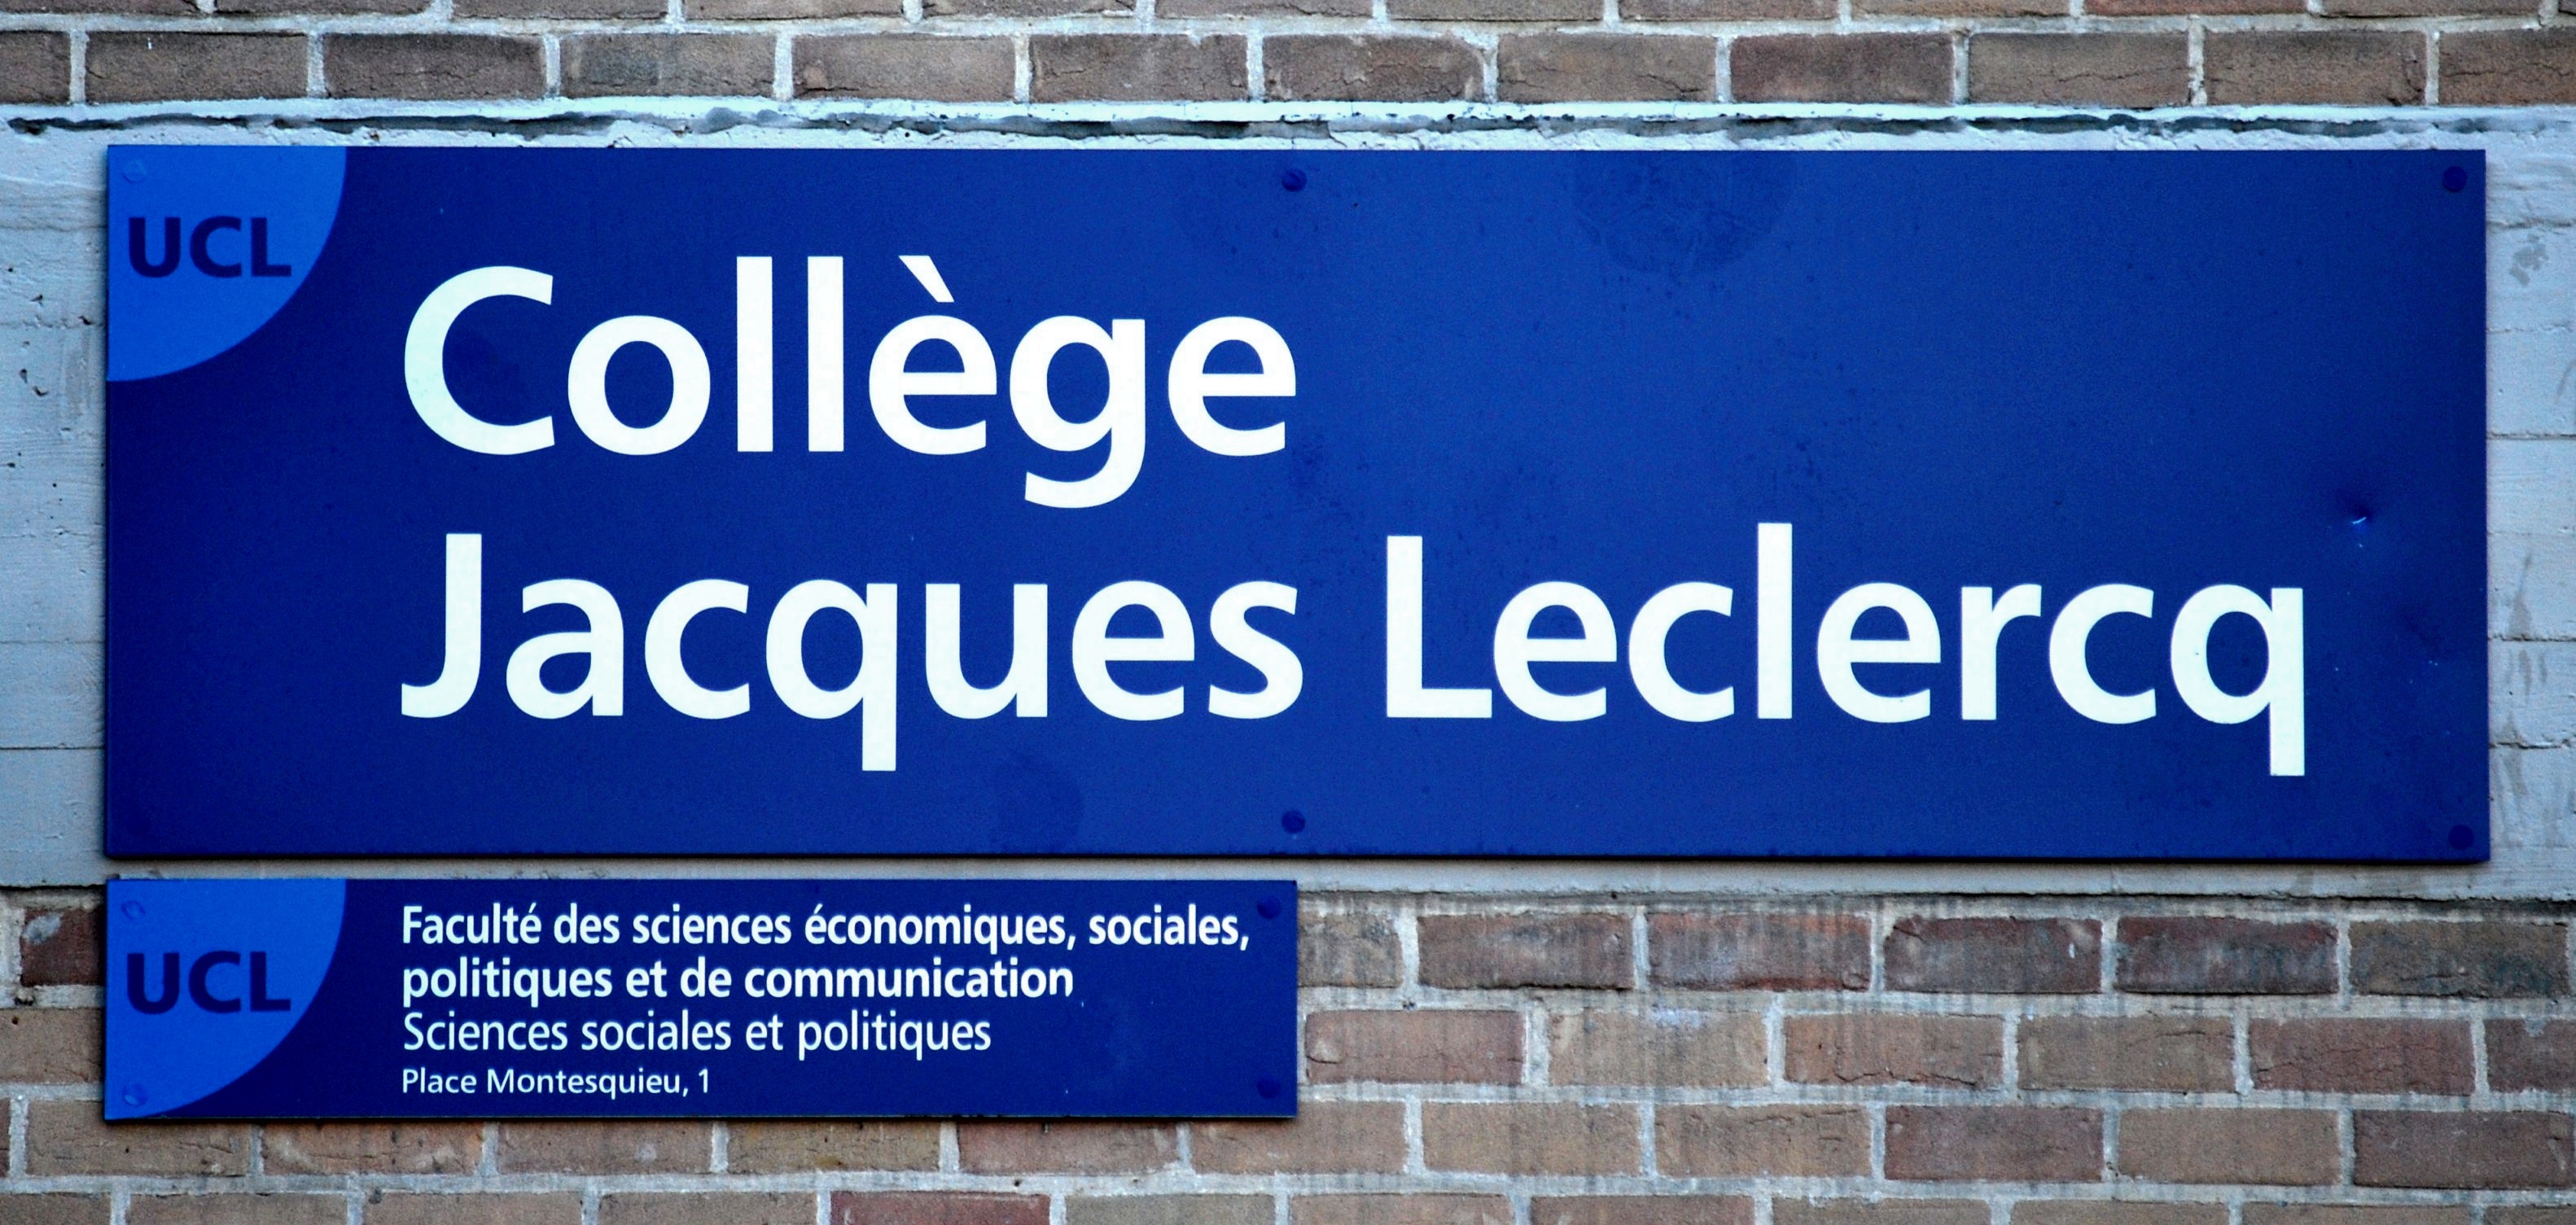 UCL
Collège
Jacques Leclercq
UCL
Faculté des sciences économiques, sociales,
politiques et de communication
Sciences sociales et politiques
Place Montesquieu, 1